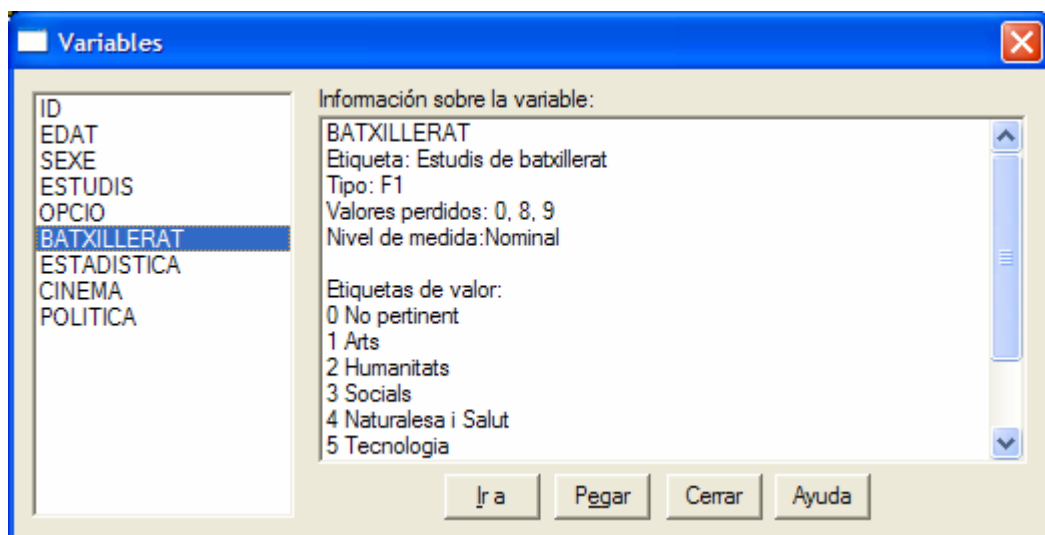 Variables
ID
EDAT
SEXE
ESTUDIS
OPCIO
BATXILLERAT
ESTADISTICA
CINEMA
POLITICA
Información sobre la variable:
BATXILLERAT
Etiqueta: Estudis de batxillerat
Tipo: F1
Valores perdidos: 0, 8, 9
Nivel de medida:Nominal
Etiquetas de valor:
0 No pertinent
1 Arts
2 Humanitats
3 Socials
4 Naturalesa i Salut
5 Tecnologia
Ir a Pegar Cerrar Ayuda